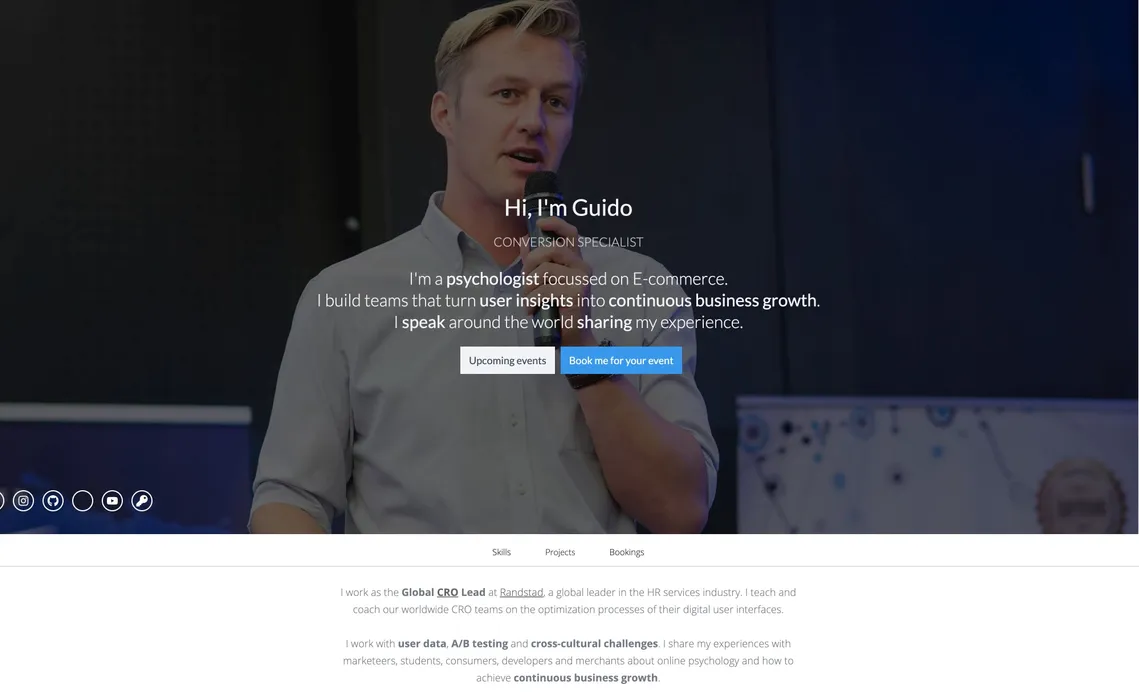 Hi, I'm Guido
CONVERSION SPECIALIST
I'm a psychologist focussed on E-commerce.
I build teams that turn user insights into continuous business growth.
I speak around the world sharing my experience.
Upcoming events
Book me for your event
Skills
Projects
Bookings
I work as the Global CRO Lead at Randstad, a global leader in the HR services industry. I teach and
coach our worldwide CRO teams on the optimization processes of their digital user interfaces.
I work with user data, A/B testing and cross-cultural challenges. I share my experiences with
marketeers, students, consumers, developers and merchants about online psychology and how to
achieve continuous business growth.